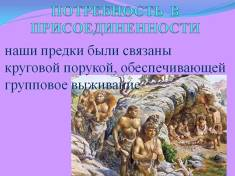 ПОТРЕБНОСТЬ В
ПРИСОЕДИНЕННОСТИ
наши предки были связаны
круговой порукой, обеспечивающей
групповое выживание